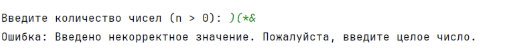 Введите количество чисел (n > 0): )(*&
Ошибка: Введено некорректное значение. Пожалуйста, введите целое число.